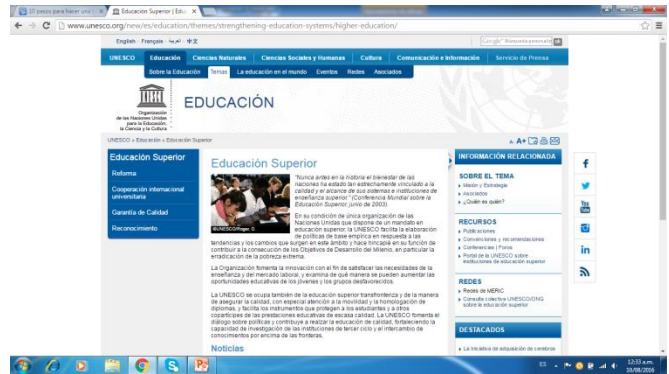 10 pasos para hacer una
Educación Superior | Educ
www.unesco.org/new/es/education/themes/strengthening-education-systems/higher-education/
English Français العربية 中文
UNESCO Educación Ciencias Naturales Ciencias Sociales y Humanas Cultura Comunicación e Información Servicio de Prensa
Sobre la Educación Temas La educación en el mundo Eventos Redes Asociados
Organización
de las Naciones Unidas
para la Educación,
la Ciencia y la Cultura
EDUCACIÓN
UNESCO » Educación » Educación Superior
A+
Educación Superior
Reforma
Cooperación internacional
universitaria
Garantía de Calidad
Reconocimiento
Educación Superior
©UNESCO/Roger, D.
"Nunca antes en la historia el bienestar de las
naciones ha estado tan estrechamente vinculado a la
calidad y el alcance de sus sistemas e instituciones de
enseñanza superior." (Conferencia Mundial sobre la
Educación Superior, junio de 2003)
En su condición de única organización de las
Naciones Unidas que dispone de un mandato en
educación superior, la UNESCO facilita la elaboración
de políticas de base empírica en respuesta a las
tendencias y los cambios que surgen en este ámbito y hace hincapié en su función de
contribuir a la consecución de los Objetivos de Desarrollo del Milenio, en particular la
erradicación de la pobreza extrema.
La Organización fomenta la innovación con el fin de satisfacer las necesidades de la
enseñanza y del mercado laboral, y examina de qué manera se pueden aumentar las
oportunidades educativas de los jóvenes y los grupos desfavorecidos.
La UNESCO se ocupa también de la educación superior transfronteriza y de la manera
de asegurar la calidad, con especial atención a la movilidad y la homologación de
diplomas, y facilita los instrumentos que protegen a los estudiantes y a otros
copartícipes de las prestaciones educativas de escasa calidad. La UNESCO fomenta el
diálogo sobre políticas y contribuye a realzar la educación de calidad, fortaleciendo la
capacidad de investigación de las instituciones de tercer ciclo y el intercambio de
conocimientos por encima de las fronteras.
Noticias
INFORMACIÓN RELACIONADA
SOBRE EL TEMA
Misión y Estrategia
Asociados
¿Quién es quién?
RECURSOS
Publicaciones
Convenciones y recomendaciones
Conferencias | Foros
Portal de la UNESCO sobre
instituciones de educación superior
REDES
Redes de MERIC
Consulta colectiva UNESCO/ONG
sobre la educación superior
DESTACADOS
La iniciativa de adquisición de cerebros
You
Tube
ES
12:33 a.m.
10/08/2016